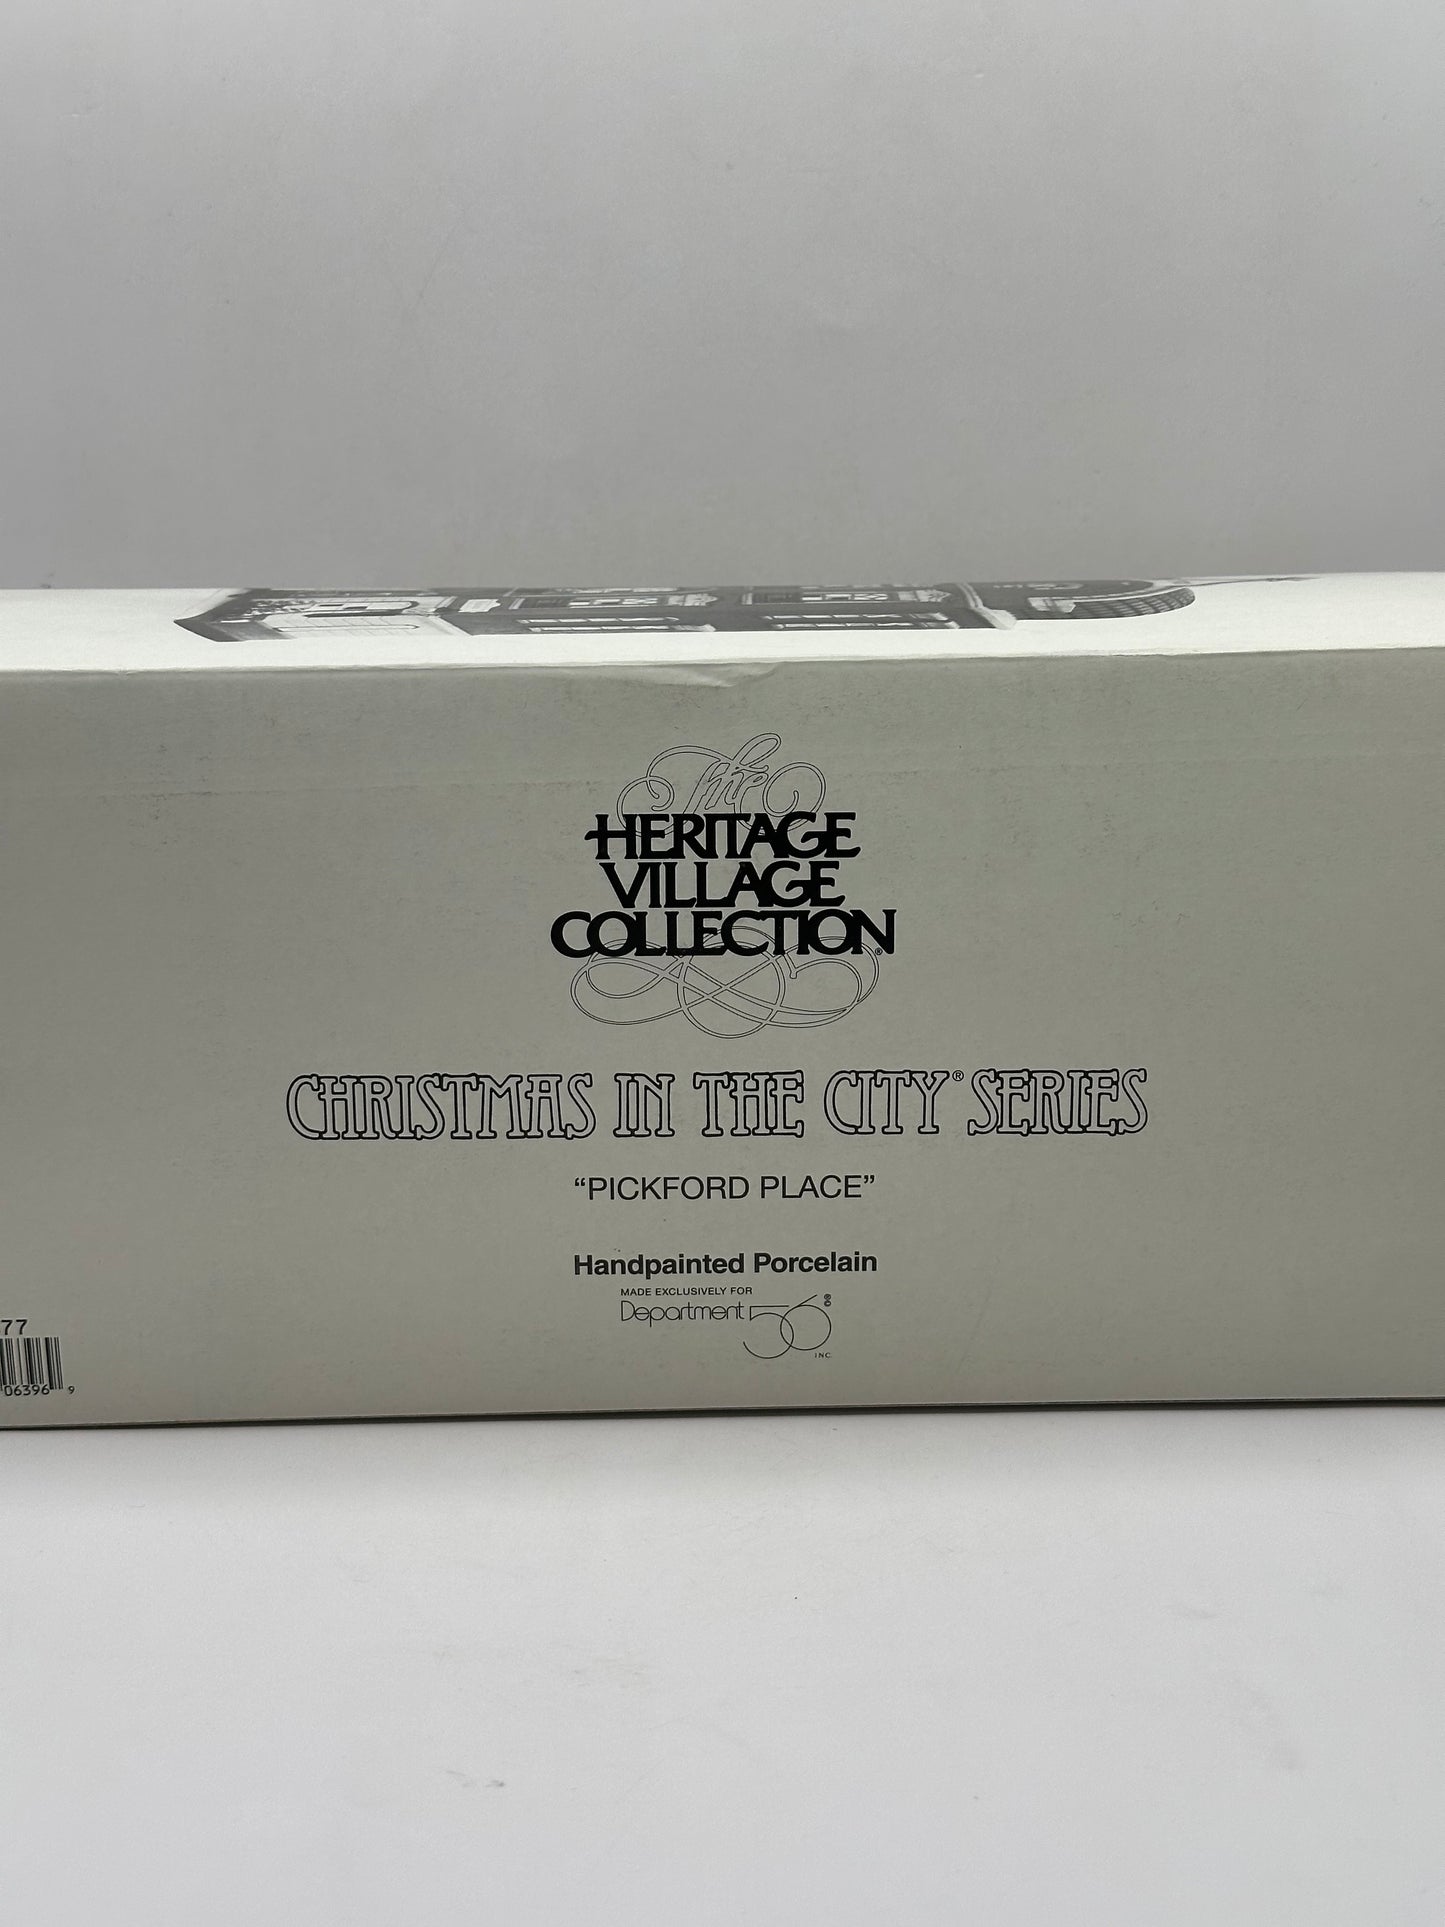 The
HERITAGE
VILLAGE
COLLECTION®
CHRISTMAS IN THE CITY® SERIES
“PICKFORD PLACE”
Handpainted Porcelain
MADE EXCLUSIVELY FOR
Department 56 ® ©
INC.
77
06396 9